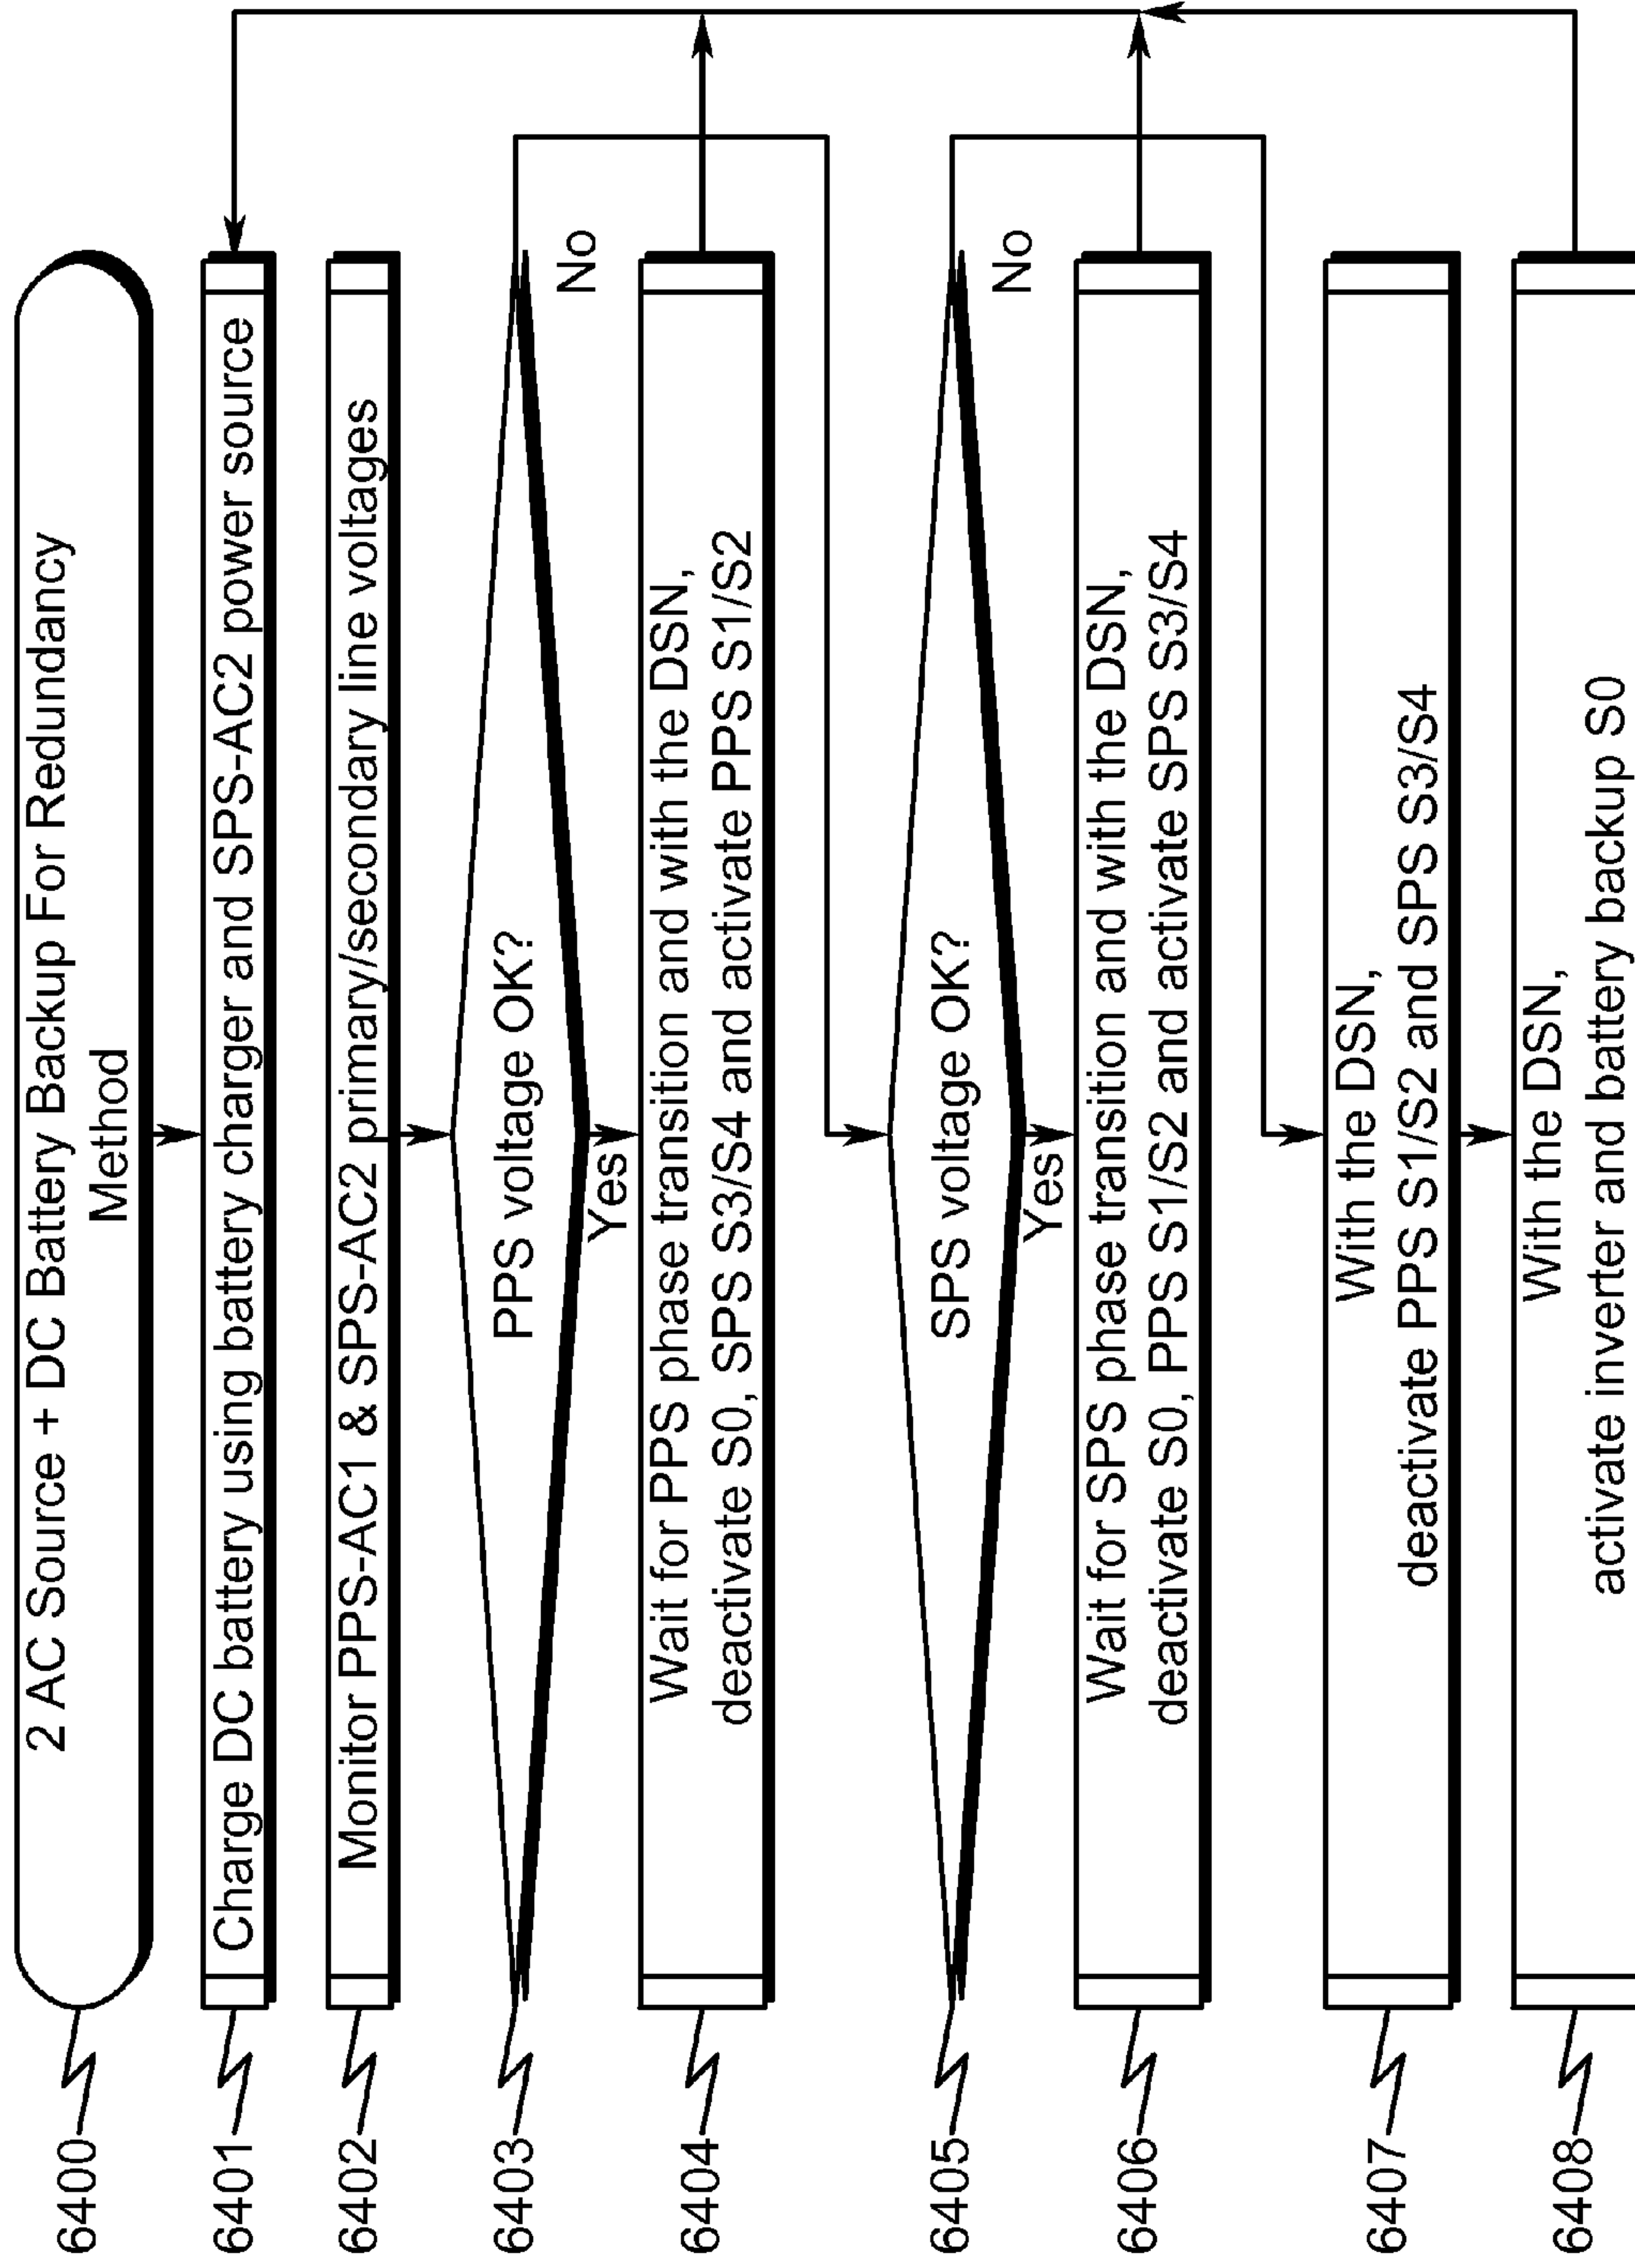 2 AC Source + DC Battery Backup For Redundancy
Method
6400
Charge DC battery using battery charger and SPS-AC2 power source
6401
Monitor PPS-AC1 & SPS-AC2 primary/secondary line voltages
6402
PPS voltage OK?
6403
No
Yes
Wait for PPS phase transition and with the DSN,
deactivate S0, SPS S3/S4 and activate PPS S1/S2
6404
SPS voltage OK?
6405
No
Yes
Wait for SPS phase transition and with the DSN,
deactivate S0, PPS S1/S2 and activate SPS S3/S4
6406
With the DSN,
deactivate PPS S1/S2 and SPS S3/S4
6407
With the DSN,
activate inverter and battery backup S0
6408